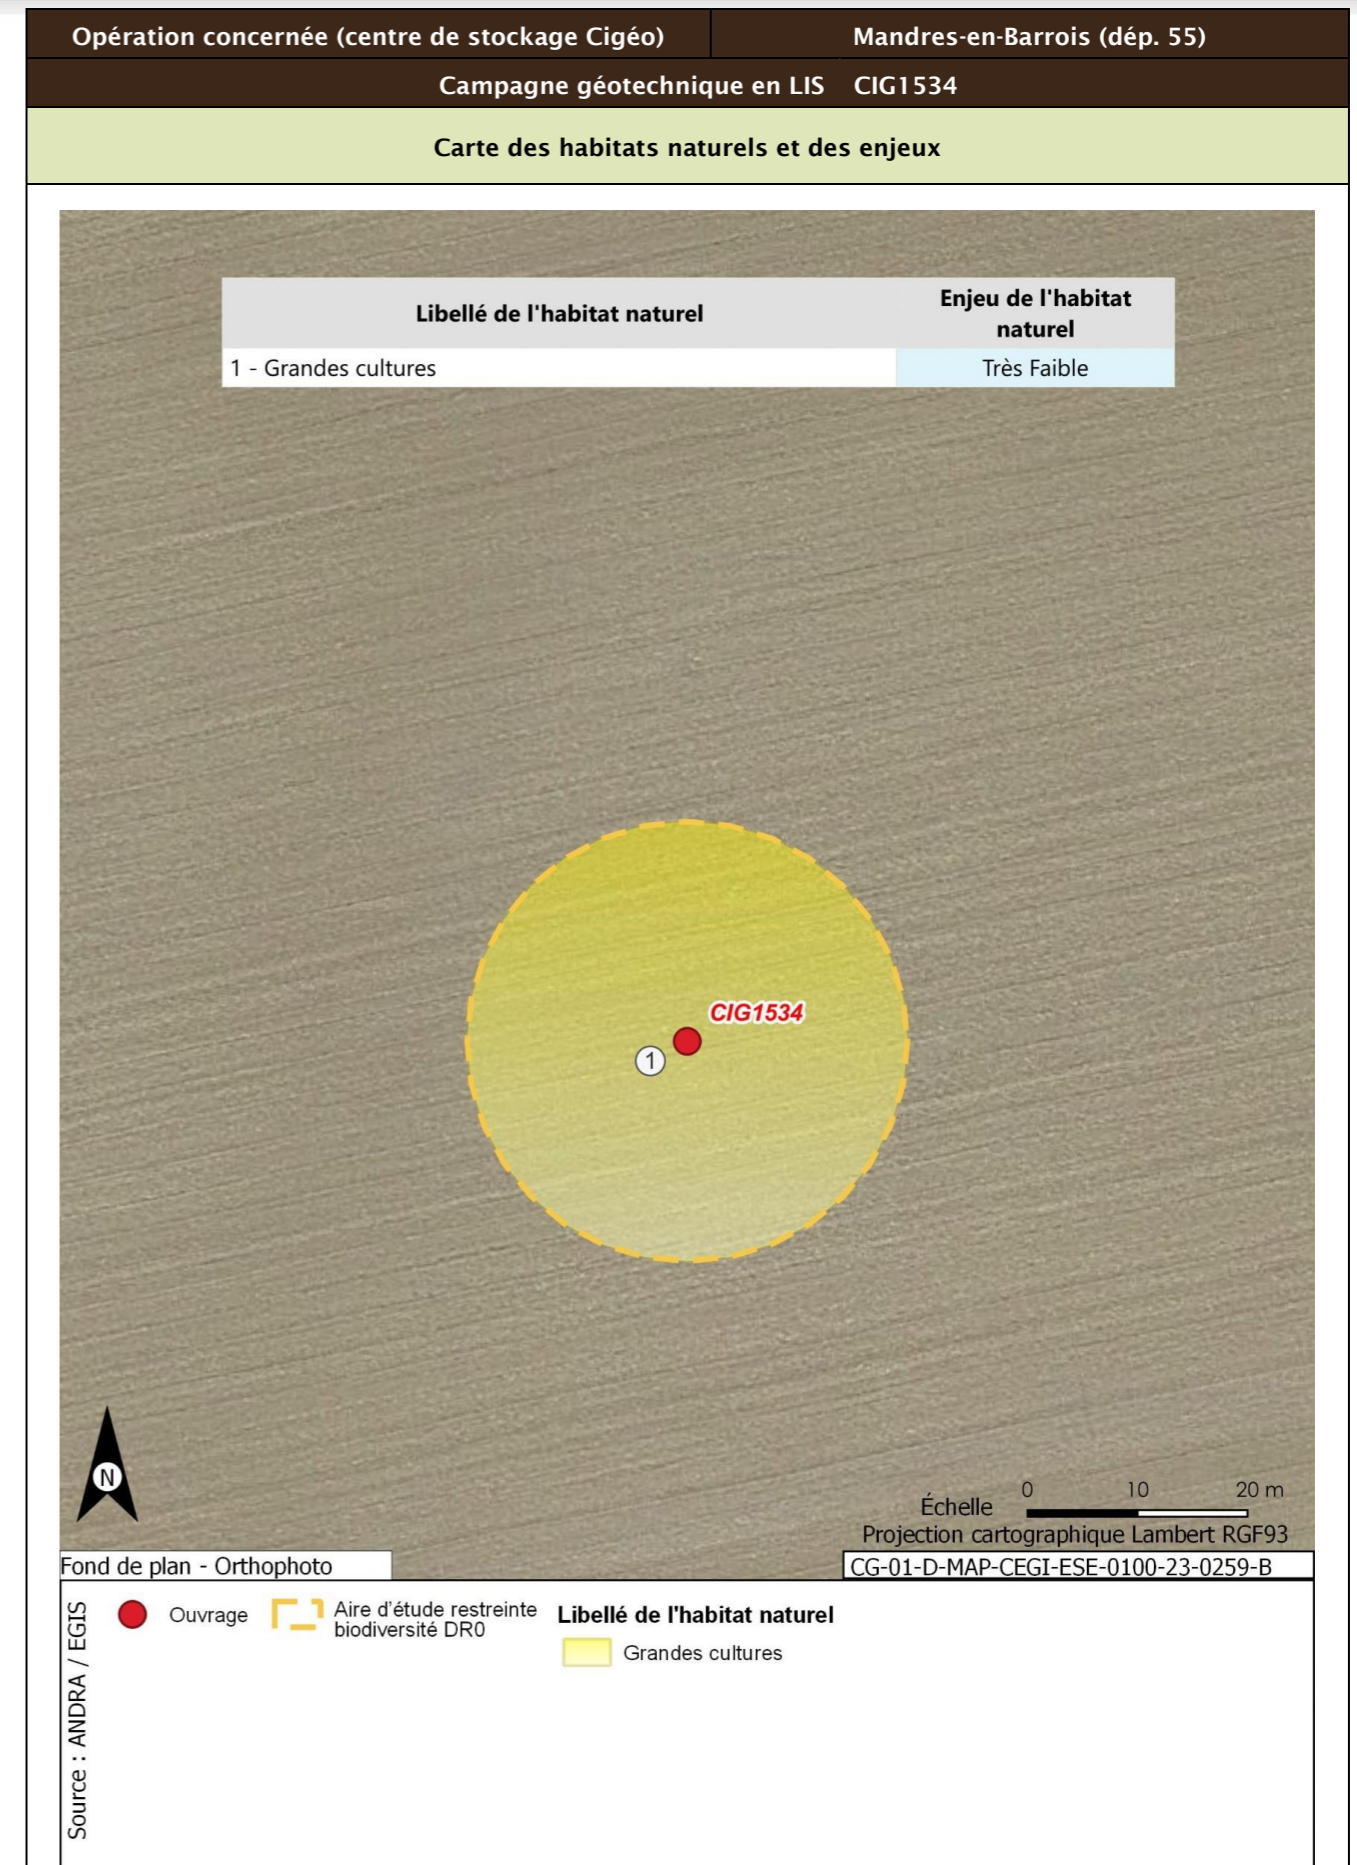 Opération concernée (centre de stockage Cigéo) Mandres-en-Barrois (dép. 55)
Campagne géotechnique en LIS CIG1534
Carte des habitats naturels et des enjeux
Libellé de l'habitat naturel Enjeu de l'habitat
naturel
1 - Grandes cultures Très Faible
CIG1534
1
N
0 10 20 m
Échelle
Projection cartographique Lambert RGF93
Fond de plan - Orthophoto CG-01-D-MAP-CEGI-ESE-0100-23-0259-B
Source : ANDRA / EGIS
Ouvrage
Aire d'étude restreinte
biodiversité DR0
Libellé de l'habitat naturel
Grandes cultures